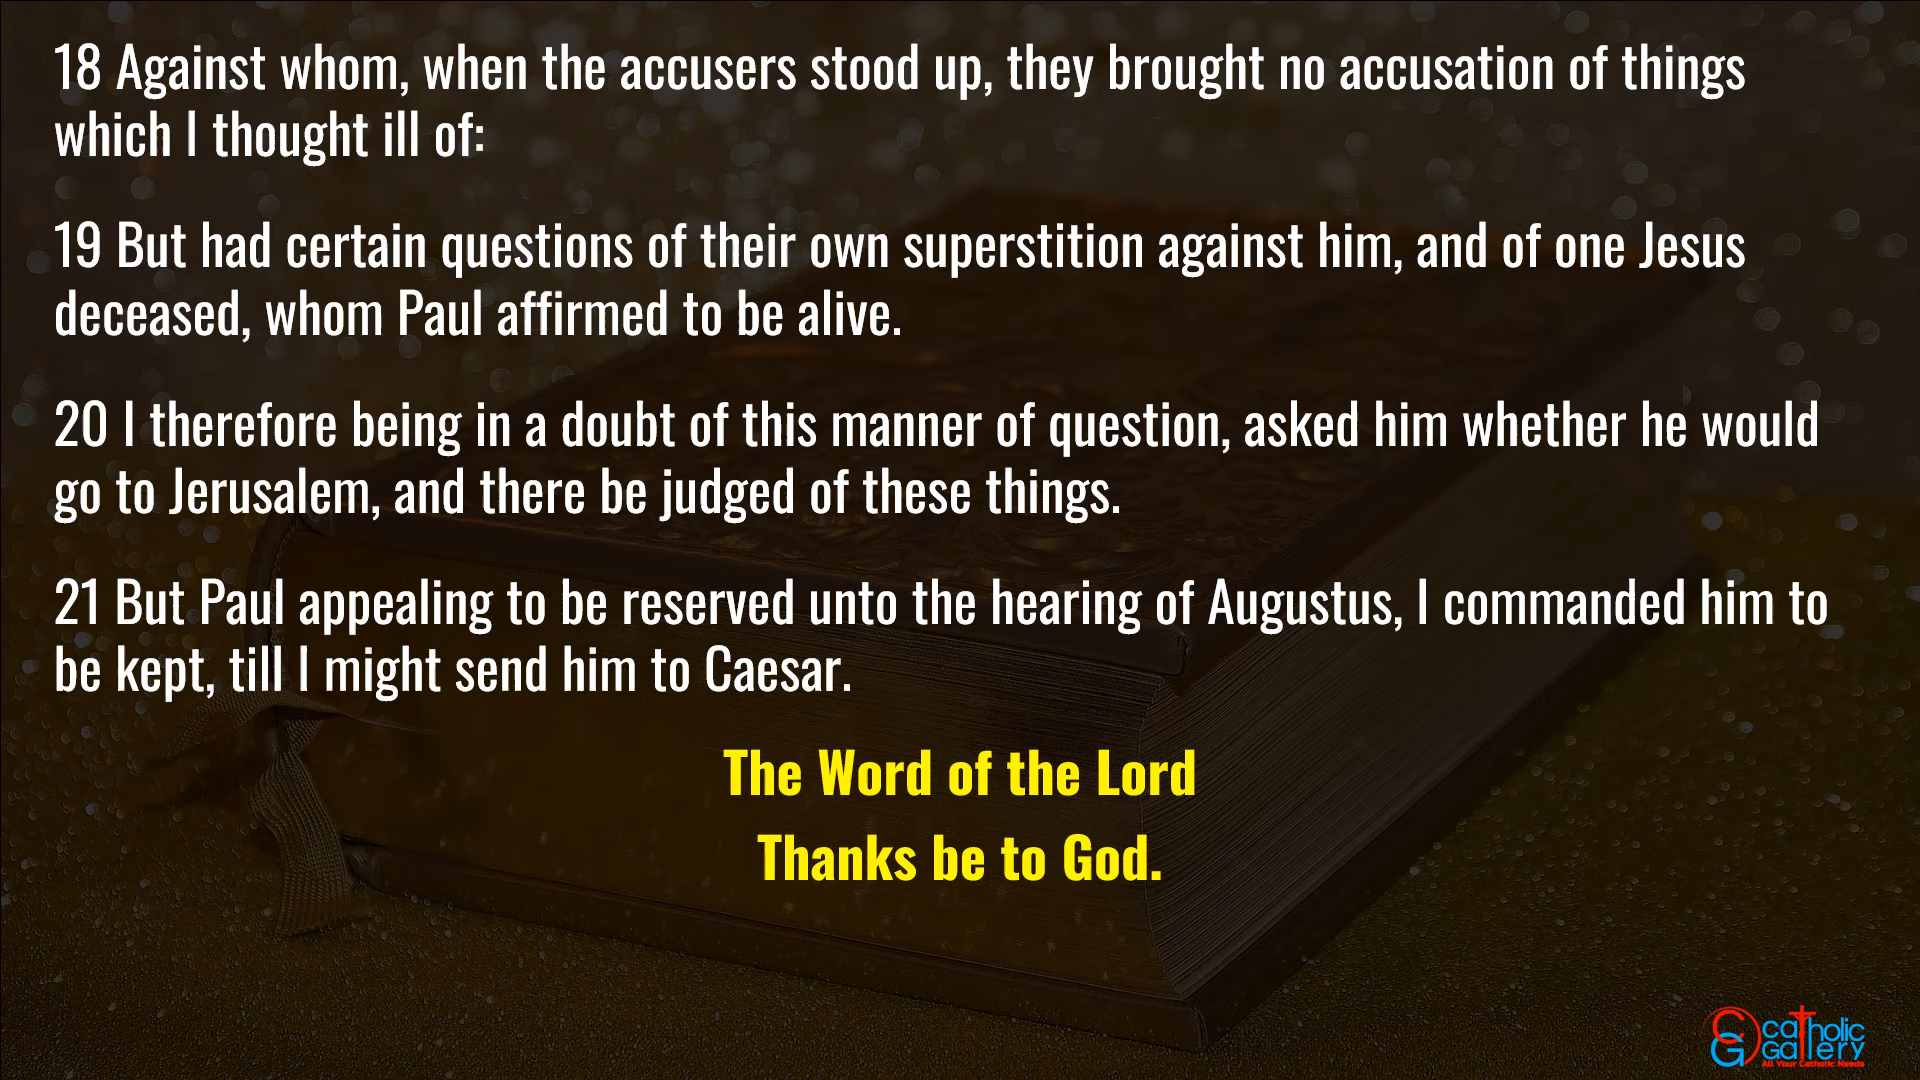 18 Against whom, when the accusers stood up, they brought no accusation of things
which I thought ill of:
19 But had certain questions of their own superstition against him, and of one Jesus
deceased, whom Paul affirmed to be alive.
20 I therefore being in a doubt of this manner of question, asked him whether he would
go to Jerusalem, and there be judged of these things.
21 But Paul appealing to be reserved unto the hearing of Augustus, I commanded him to
be kept, till I might send him to Caesar.
The Word of the Lord
Thanks be to God.
CG
catholic
Gallery
All Your Catholic Needs